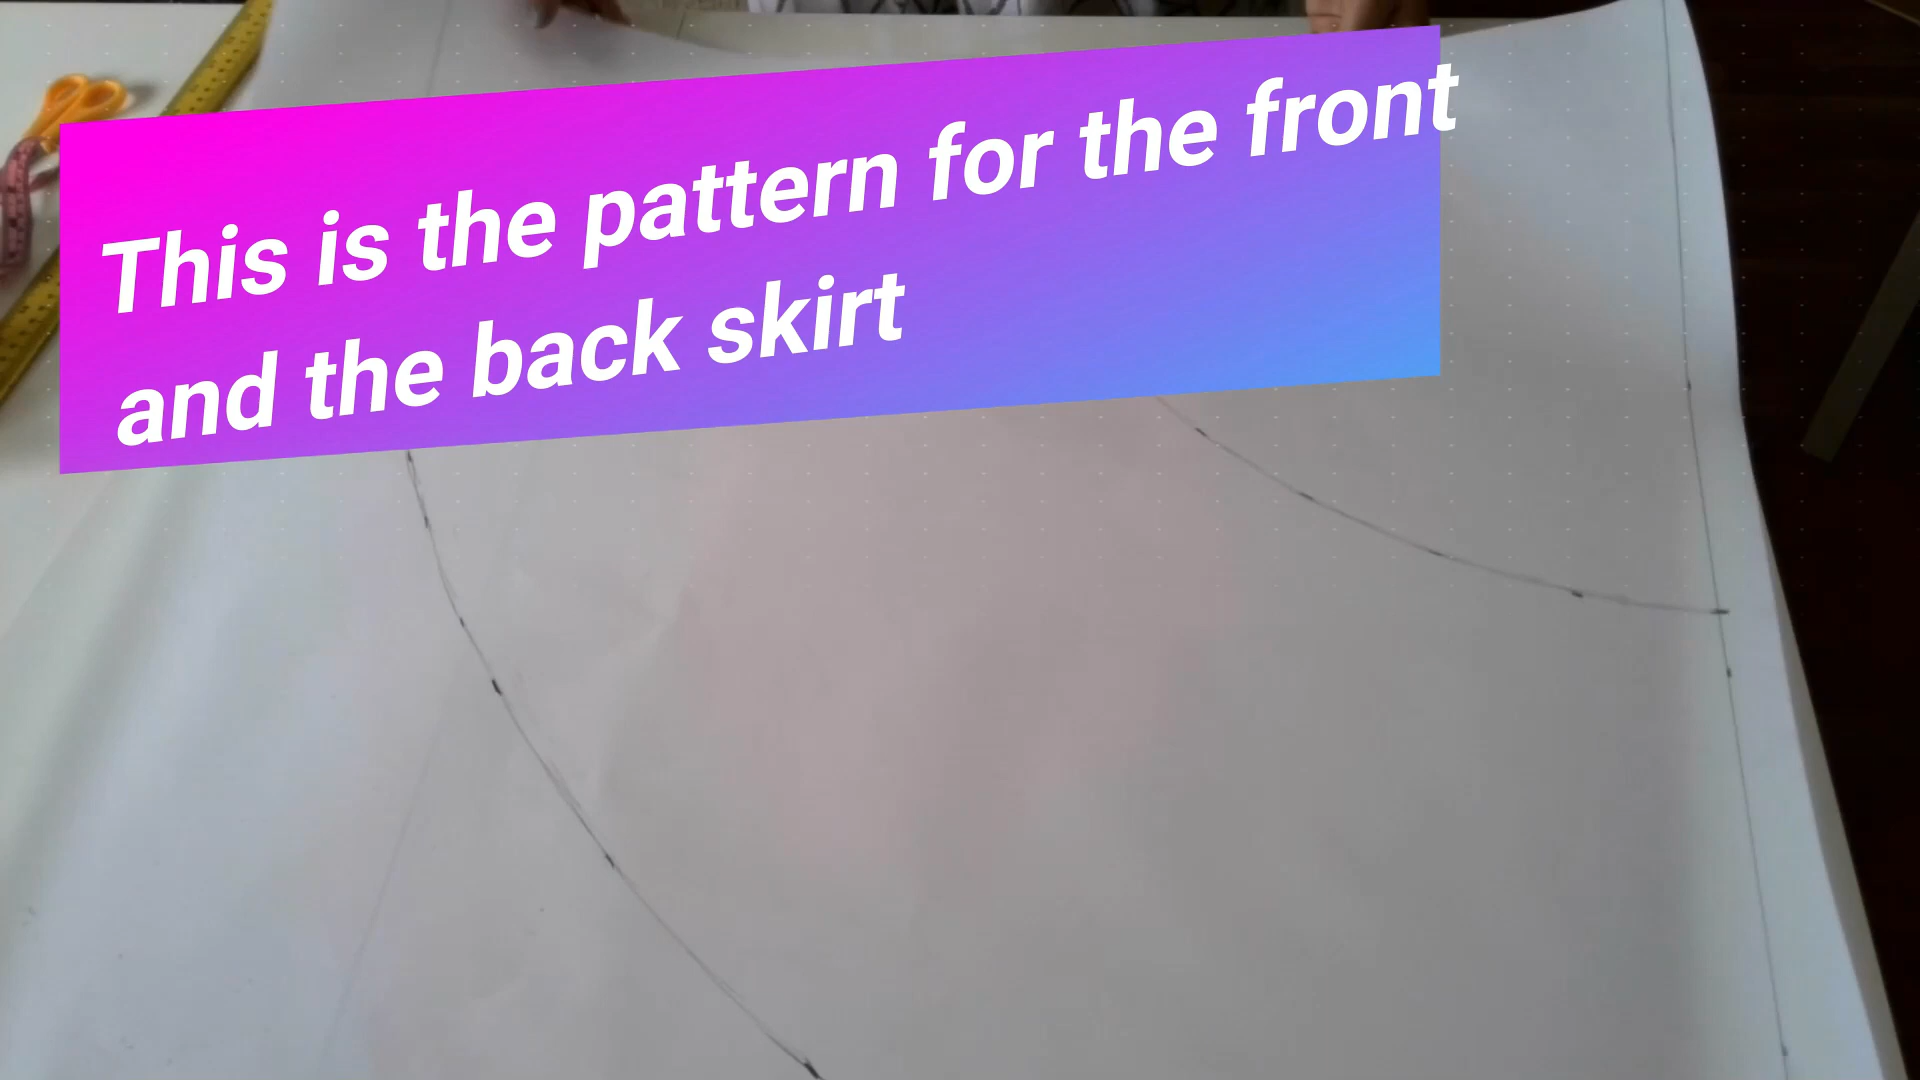 This is the pattern for the front
and the back skirt